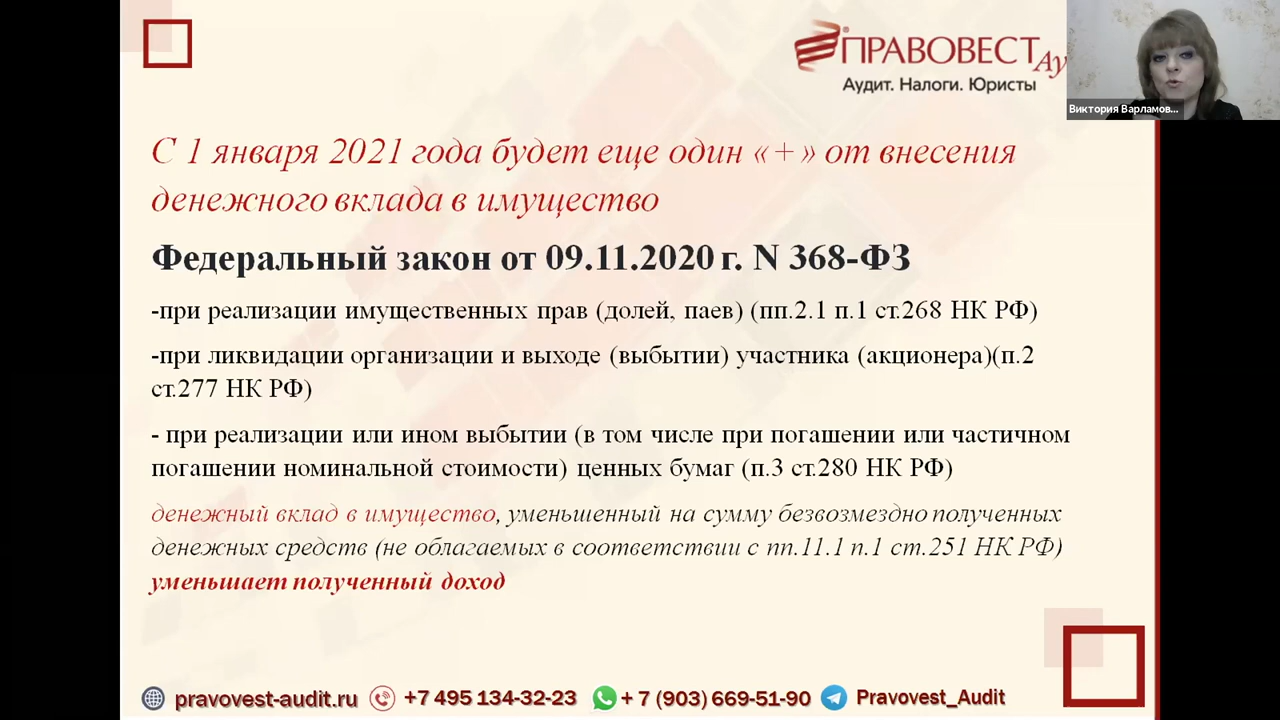 ПРАВОВЕСТ Ау
Аудит. Налоги. Юристы
Виктория Варламов...
С 1 января 2021 года будет еще один «+» от внесения
денежного вклада в имущество
Федеральный закон от 09.11.2020 г. N 368-ФЗ
-при реализации имущественных прав (долей, паев) (пп.2.1 п.1 ст.268 НК РФ)
-при ликвидации организации и выходе (выбытии) участника (акционера)(п.2
ст.277 НК РФ)
- при реализации или ином выбытии (в том числе при погашении или частичном
погашении номинальной стоимости) ценных бумаг (п.3 ст.280 НК РФ)
денежный вклад в имущество, уменьшенный на сумму безвозмездно полученных
денежных средств (не облагаемых в соответствии с пп.11.1 п.1 ст.251 НК РФ)
уменьшает полученный доход
pravovest-audit.ru +7 495 134-32-23 + 7 (903) 669-51-90 Pravovest_Audit